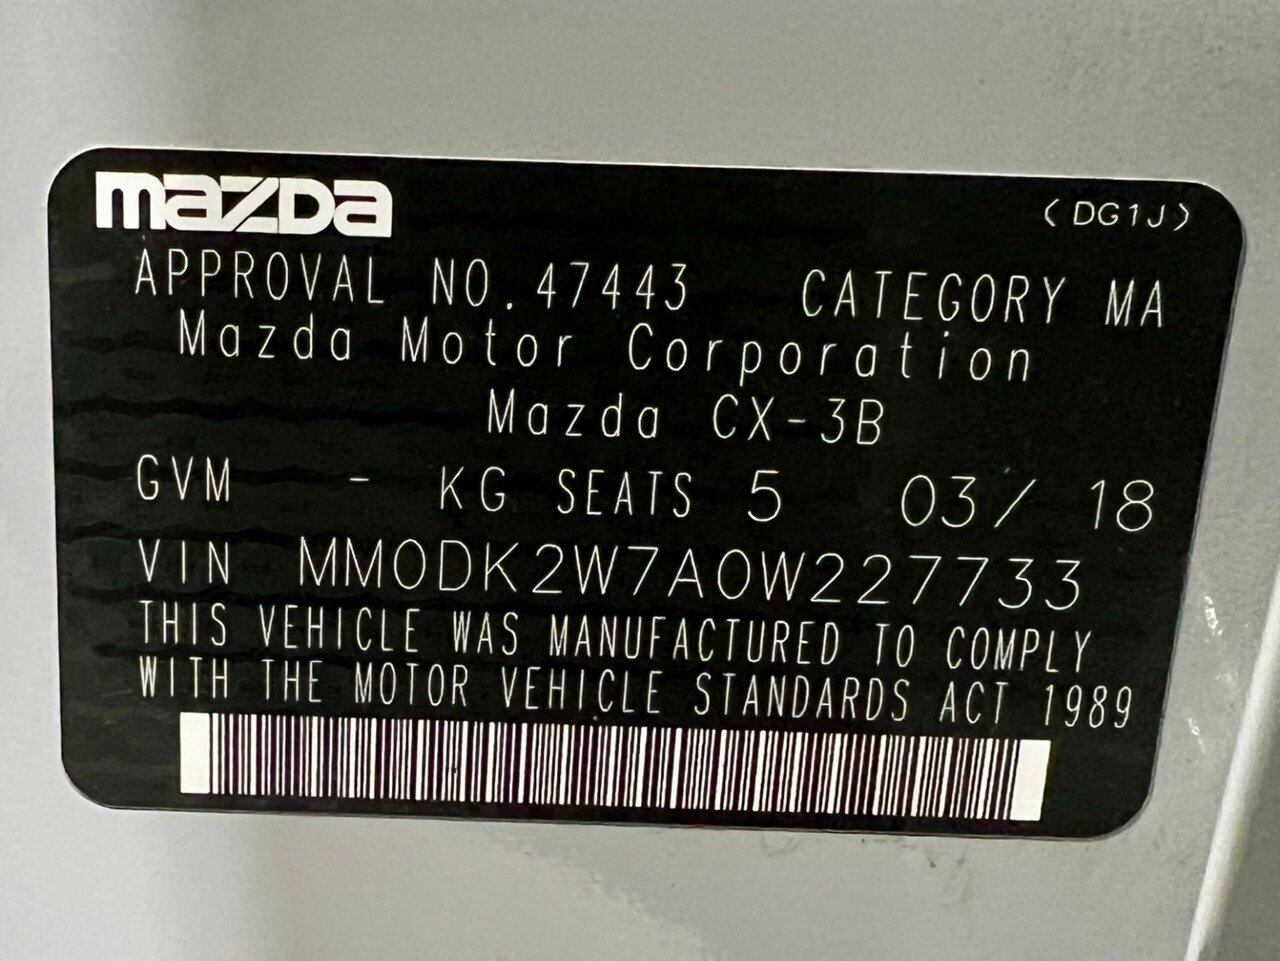 mazda
(DG1J)
APPROVAL NO. 47443 CATEGORY MA
Mazda Motor Corporation
Mazda CX-3B
GVM - KG SEATS 5 03/ 18
VIN MM0DK2W7A0W227733
THIS VEHICLE WAS MANUFACTURED TO COMPLY
WITH THE MOTOR VEHICLE STANDARDS ACT 1989